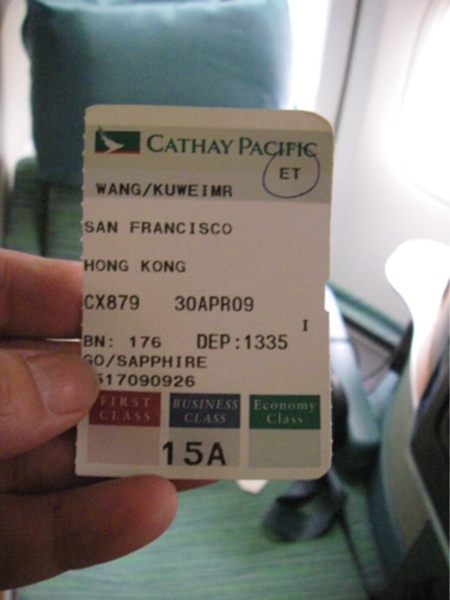 CATHAY PACIFIC
ET
WANG/KUWEIMR
SAN FRANCISCO
HONG KONG
CX879 30APR09
I
BN: 176 DEP:1335
GO/SAPPHIRE
517090926
FIRST CLASS
BUSINESS CLASS
Economy Class
15A